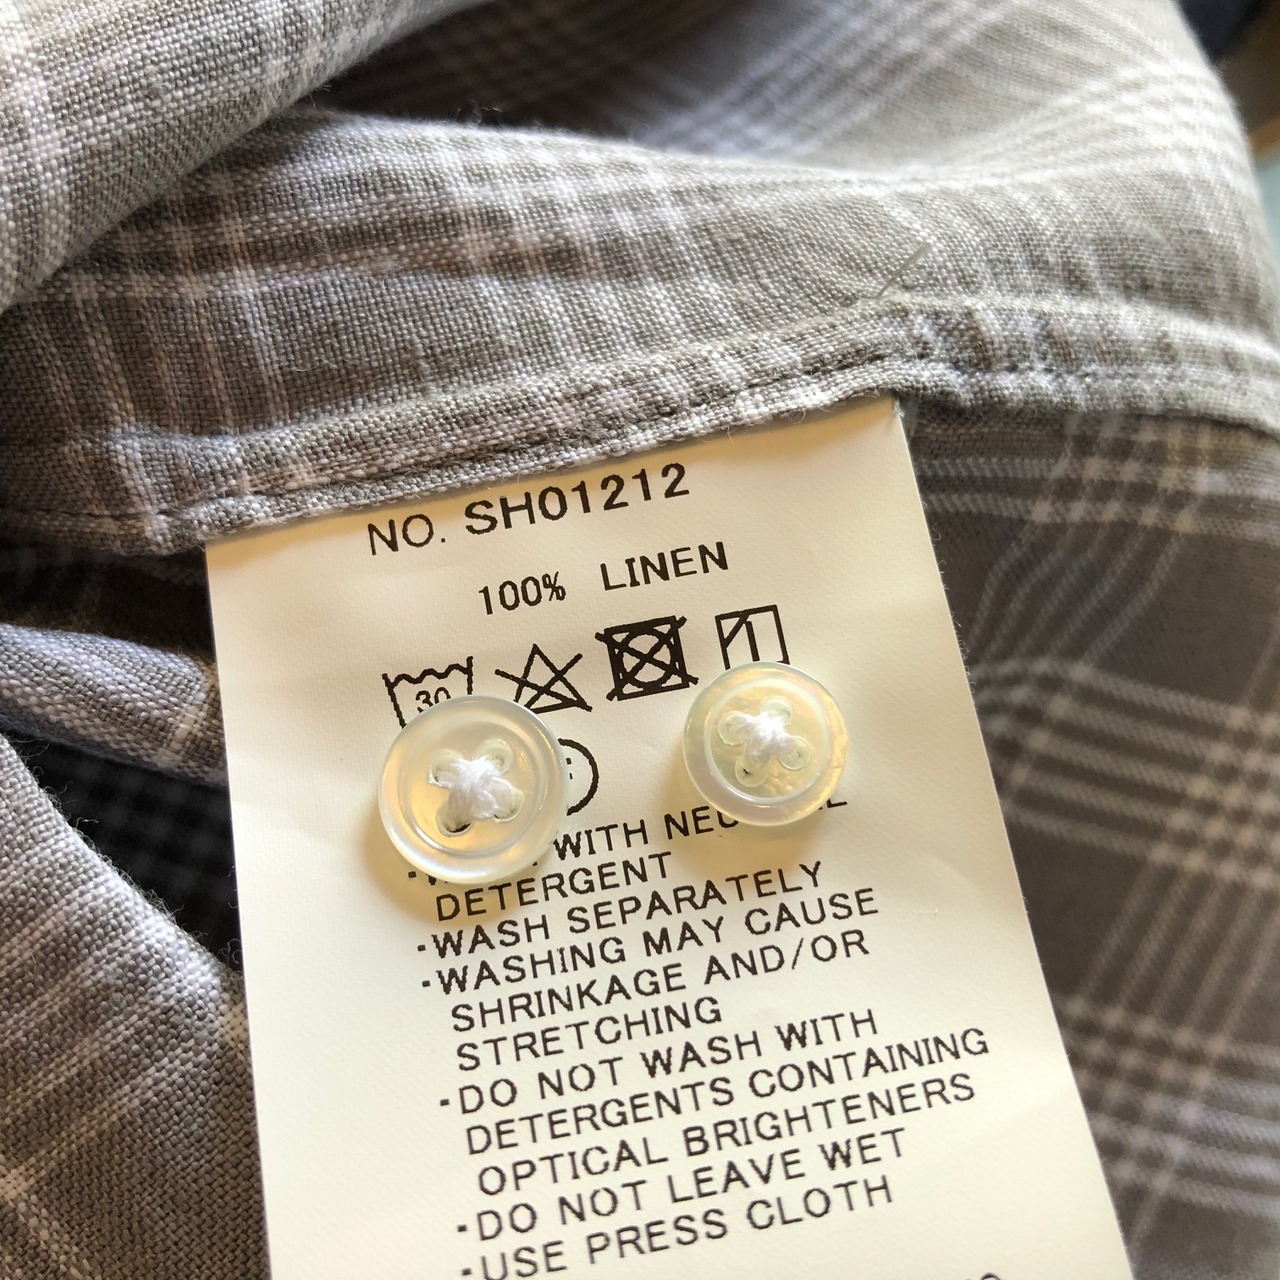 NO. SH01212
100% LINEN
30
WITH
DETERGENT
·WASH SEPARATELY
·WASHING MAY CAUSE
SHRINKAGE AND/OR
STRETCHING
·DO NOT WASH WITH
DETERGENTS CONTAINING
OPTICAL BRIGHTENERS
·DO NOT LEAVE WET
·USE PRESS CLOTH